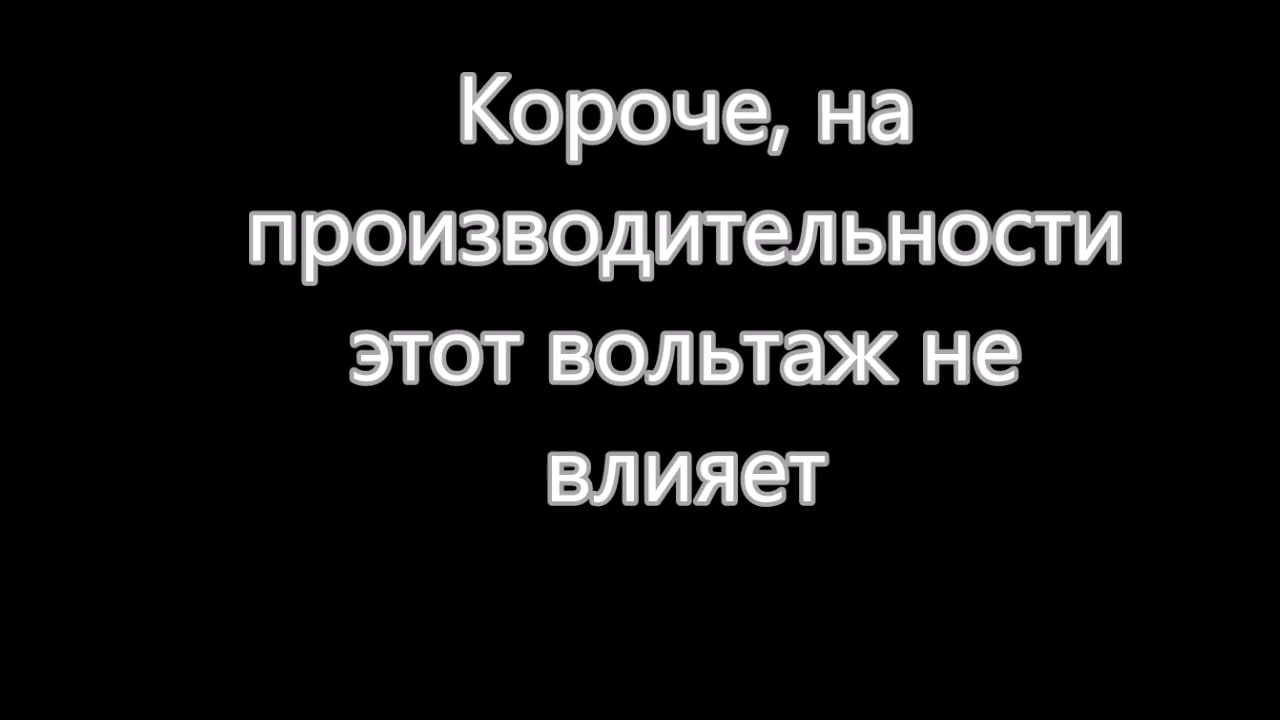 Короче, на
производительности
этот вольтаж не
влияет